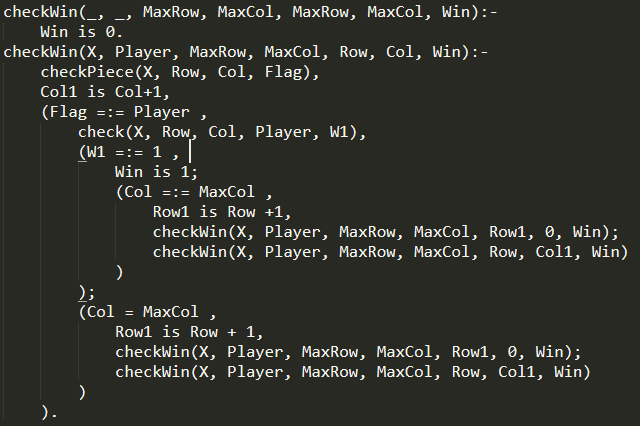 checkWin(_, _, MaxRow, MaxCol, MaxRow, MaxCol, Win):-
    Win is 0.
checkWin(X, Player, MaxRow, MaxCol, Row, Col, Win):-
    checkPiece(X, Row, Col, Flag),
    Col1 is Col+1,
    (Flag =:= Player ,
        check(X, Row, Col, Player, W1),
        (W1 =:= 1 ,
            Win is 1;
            (Col =:= MaxCol ,
                Row1 is Row +1,
                checkWin(X, Player, MaxRow, MaxCol, Row1, 0, Win);
                checkWin(X, Player, MaxRow, MaxCol, Row, Col1, Win)
            )
        );
        (Col = MaxCol ,
            Row1 is Row + 1,
            checkWin(X, Player, MaxRow, MaxCol, Row1, 0, Win);
            checkWin(X, Player, MaxRow, MaxCol, Row, Col1, Win)
        )
    ).